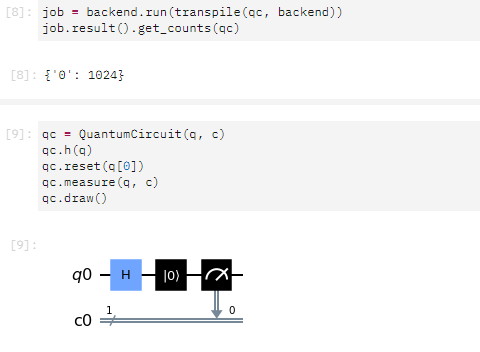 [8]: job = backend.run(transpile(qc, backend))
job.result().get_counts(qc)
[8]: {'0': 1024}
[9]: qc = QuantumCircuit(q, c)
qc.h(q)
qc.reset(q[0])
qc.measure(q, c)
qc.draw()
[9]:
q0 H |0⟩
1 0
c0